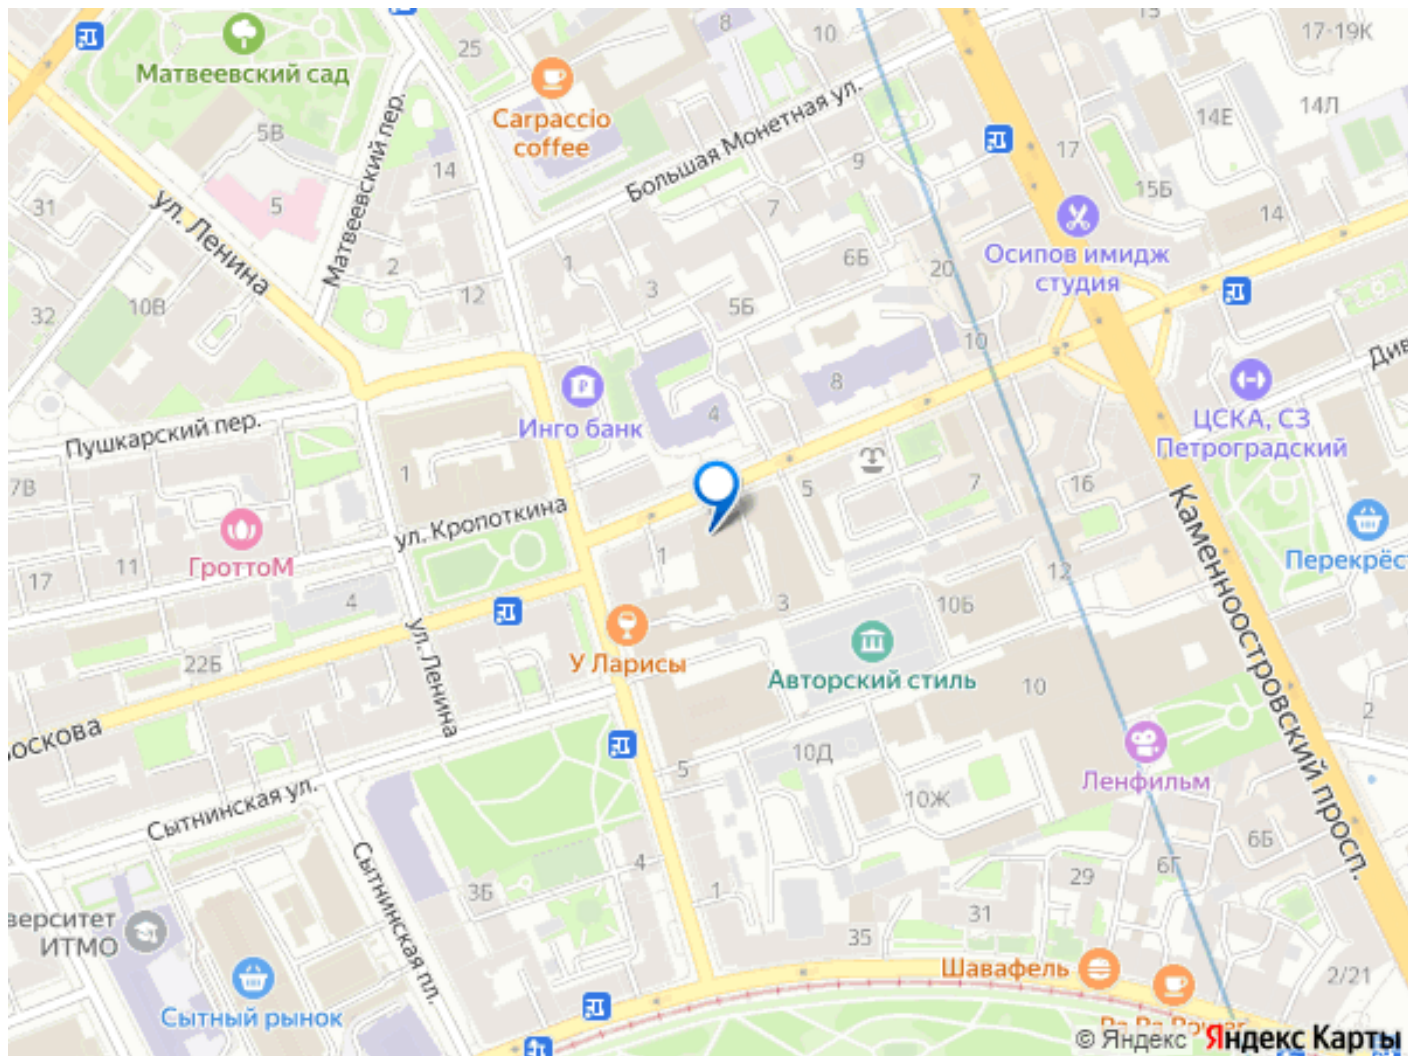 8
10
15
17-19К
25
Матвеевский сад
Carpaccio
coffee
Большая Монетная ул.
14Л
14Е
5В
Матвеевский пер.
14
9
17
15Б
31
5
ул. Ленина
7
14
Осипов имидж
студия
2
1
6Б
20
12
3
5Б
10В
32
10
Див
8
ЦСКА, СЗ
Петроградский
Инго банк
4
Пушкарский пер.
1
7В
5
7
16
Каменноостровский просп.
ул. Кропоткина
ГроттоМ
11
17
1
12
Перекрёс
4
3
10Б
ул. Ленина
У Ларисы
22Б
Авторский стиль
10
2
оскова
10Д
5
Ленфильм
Сытнинская ул.
10Ж
6Б
Сытнинская пл.
4
6Г
29
3Б
1
31
верситет
ИТМО
35
Шавафель
2/21
Сытный рынок
© Яндекс Яндекс Карты